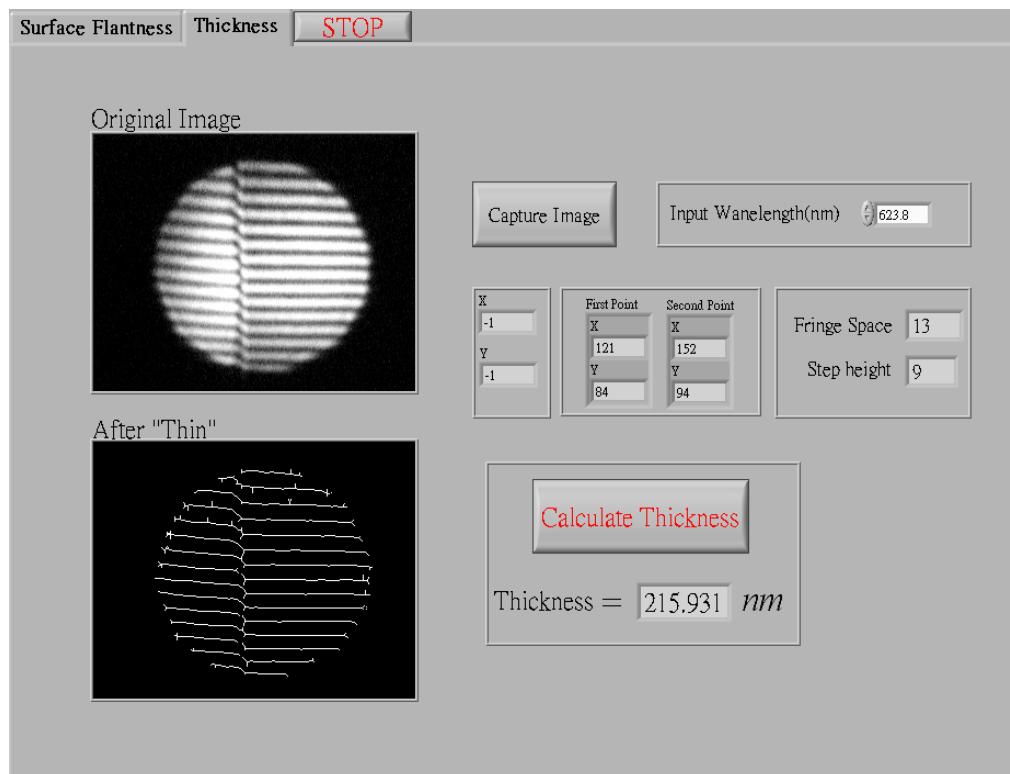 Surface Flantness Thickness STOP
Original Image
Capture Image
Input Wanelength(nm) 623.8
X
-1
Y
-1
First Point
X
121
Y
84
Second Point
X
152
Y
94
Fringe Space 13
Step height 9
After "Thin"
Calculate Thickness
Thickness = 215.931 nm